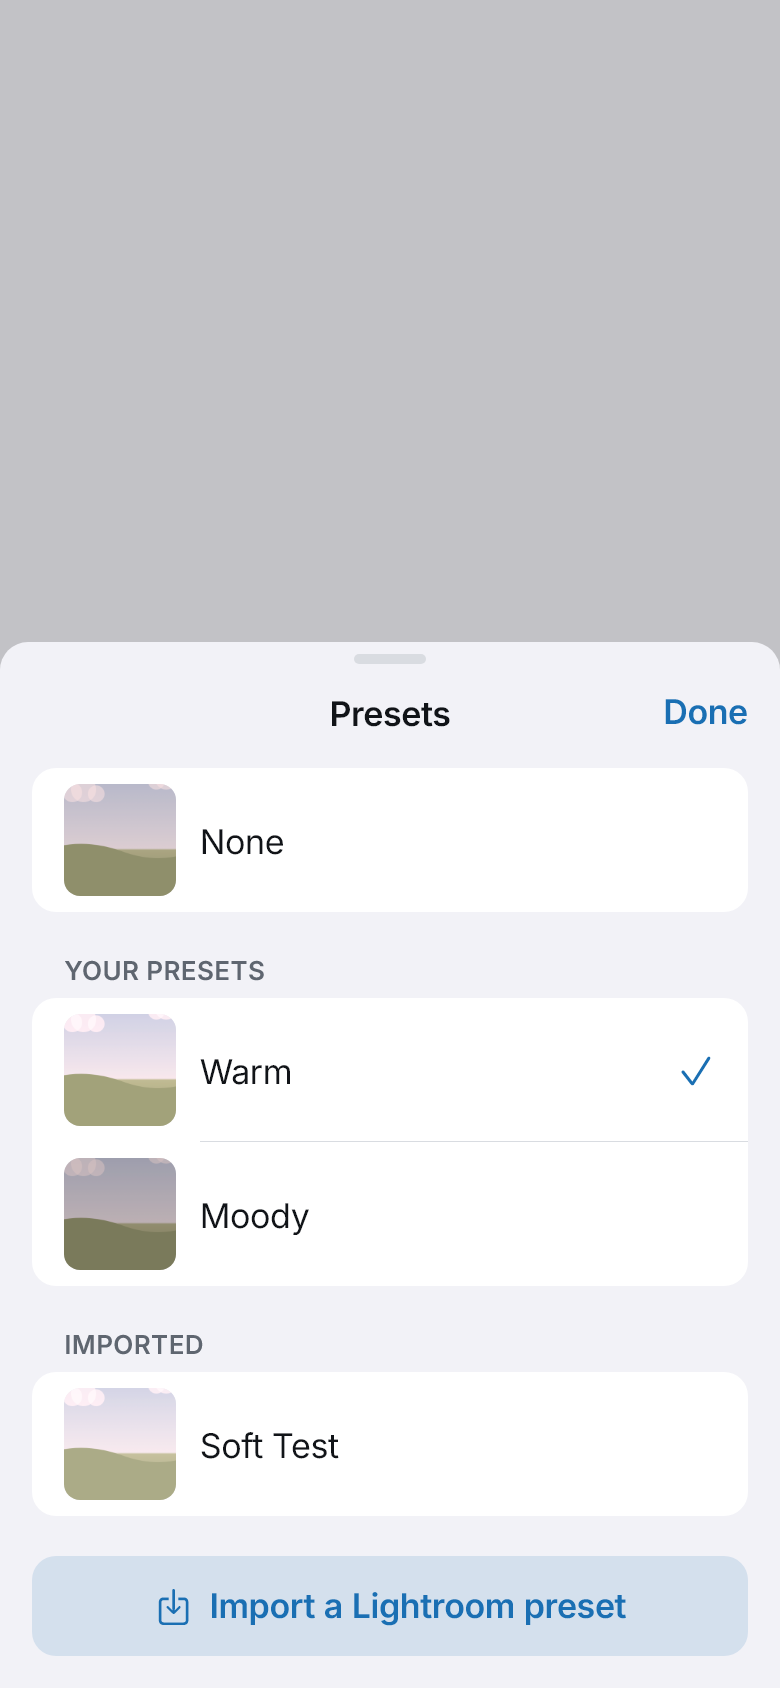 Presets
Done
None
YOUR PRESETS
Warm
Moody
IMPORTED
Soft Test
Import a Lightroom preset